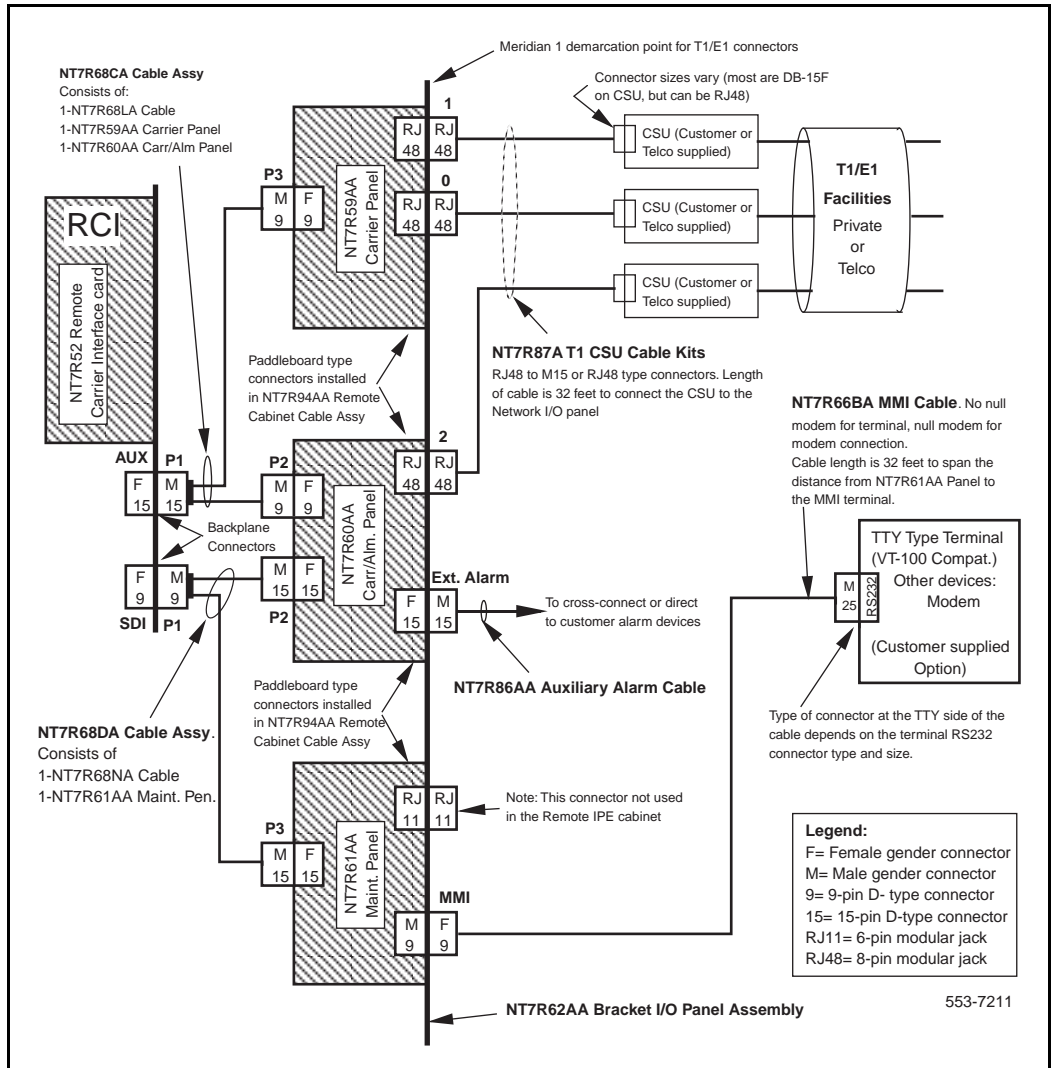 Meridian 1 demarcation point for T1/E1 connectors
NT7R68CA Cable Assy
Consists of:
1-NT7R68LA Cable
1-NT7R59AA Carrier Panel
1-NT7R60AA Carr/Alm Panel
Connector sizes vary (most are DB-15F
on CSU, but can be RJ48)
1
RJ
48
RJ
48
CSU (Customer or
Telco supplied)
0
RJ
48
RJ
48
CSU (Customer or
Telco supplied)
CSU (Customer or
Telco supplied)
T1/E1
Facilities
Private
or
Telco
P3
M
9
F
9
NT7R59AA
Carrier Panel
RCI
NT7R52 Remote
Carrier Interface card
NT7R87A T1 CSU Cable Kits
RJ48 to M15 or RJ48 type connectors. Length
of cable is 32 feet to connect the CSU to the
Network I/O panel
Paddleboard type
connectors installed
in NT7R94AA Remote
Cabinet Cable Assy
NT7R66BA MMI Cable. No null
modem for terminal, null modem for
modem connection.
Cable length is 32 feet to span the
distance from NT7R61AA Panel to
the MMI terminal.
AUX
P1
F
15
M
15
P2
M
9
F
9
2
RJ
48
RJ
48
NT7R60AA
Carr/Alm. Panel
Backplane
Connectors
F
9
M
9
SDI
P1
M
15
F
15
P2
Ext. Alarm
F
15
M
15
To cross-connect or direct
to customer alarm devices
NT7R86AA Auxiliary Alarm Cable
TTY Type Terminal
(VT-100 Compat.)
Other devices:
Modem
(Customer supplied
Option)
M
25
RS232
Type of connector at the TTY side of the
cable depends on the terminal RS232
connector type and size.
Paddleboard type
connectors installed
in NT7R94AA Remote
Cabinet Cable Assy
NT7R68DA Cable Assy.
Consists of
1-NT7R68NA Cable
1-NT7R61AA Maint. Pen.
RJ
11
RJ
11
Note: This connector not used
in the Remote IPE cabinet
P3
M
15
F
15
NT7R61AA
Maint. Panel
MMI
M
9
F
9
Legend:
F= Female gender connector
M= Male gender connector
9= 9-pin D- type connector
15= 15-pin D-type connector
RJ11= 6-pin modular jack
RJ48= 8-pin modular jack
NT7R62AA Bracket I/O Panel Assembly
553-7211